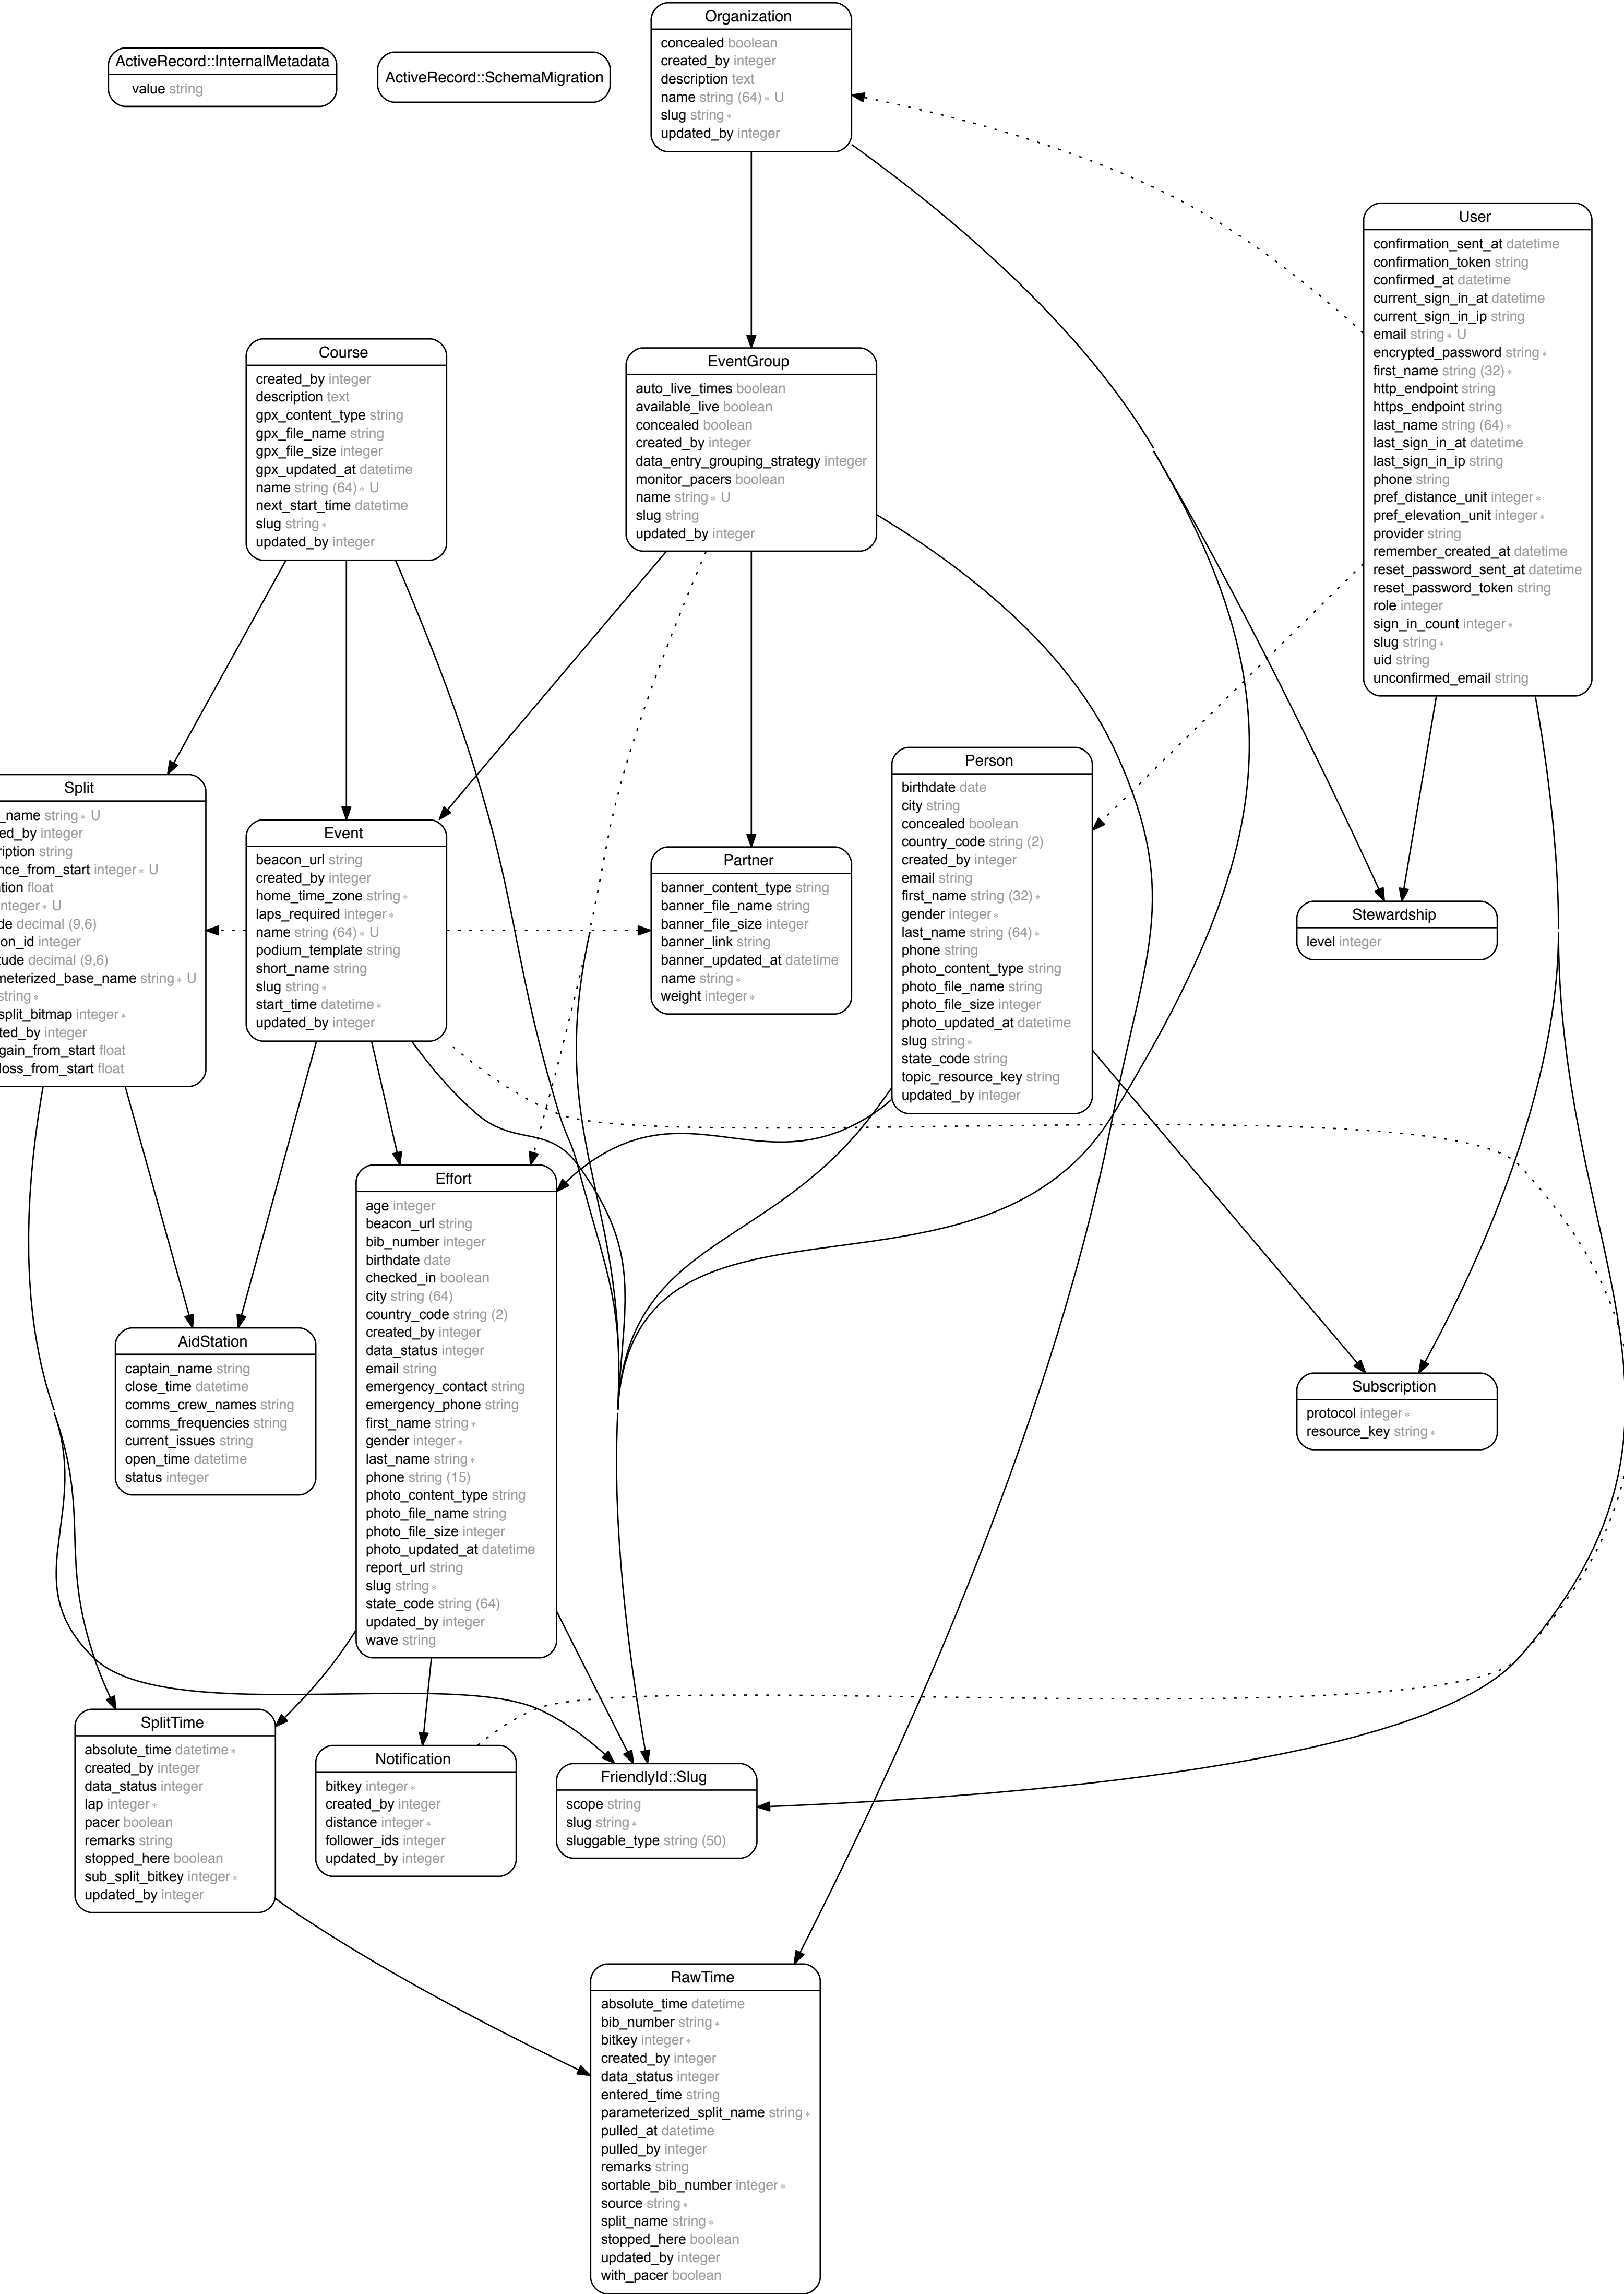 Organization
concealed boolean
created_by integer
description text
name string (64) ∗ U
slug string ∗
updated_by integer
ActiveRecord::InternalMetadata
value string
ActiveRecord::SchemaMigration
User
confirmation_sent_at datetime
confirmation_token string
confirmed_at datetime
current_sign_in_at datetime
current_sign_in_ip string
email string ∗ U
encrypted_password string ∗
first_name string (32) ∗
http_endpoint string
https_endpoint string
last_name string (64) ∗
last_sign_in_at datetime
last_sign_in_ip string
phone string
pref_distance_unit integer ∗
pref_elevation_unit integer ∗
provider string
remember_created_at datetime
reset_password_sent_at datetime
reset_password_token string
role integer
sign_in_count integer ∗
slug string ∗
uid string
unconfirmed_email string
Course
created_by integer
description text
gpx_content_type string
gpx_file_name string
gpx_file_size integer
gpx_updated_at datetime
name string (64) ∗ U
next_start_time datetime
slug string ∗
updated_by integer
EventGroup
auto_live_times boolean
available_live boolean
concealed boolean
created_by integer
data_entry_grouping_strategy integer
monitor_pacers boolean
name string ∗ U
slug string
updated_by integer
Split
_name string ∗ U
ed_by integer
ription string
nce_from_start integer ∗ U
tion float
integer ∗ U
de decimal (9,6)
on_id integer
tude decimal (9,6)
meterized_base_name string ∗ U
string ∗
split_bitmap integer ∗
ted_by integer
gain_from_start float
loss_from_start float
Event
beacon_url string
created_by integer
home_time_zone string ∗
laps_required integer ∗
name string (64) ∗ U
podium_template string
short_name string
slug string ∗
start_time datetime ∗
updated_by integer
Partner
banner_content_type string
banner_file_name string
banner_file_size integer
banner_link string
banner_updated_at datetime
name string ∗
weight integer ∗
Person
birthdate date
city string
concealed boolean
country_code string (2)
created_by integer
email string
first_name string (32) ∗
gender integer ∗
last_name string (64) ∗
phone string
photo_content_type string
photo_file_name string
photo_file_size integer
photo_updated_at datetime
slug string ∗
state_code string
topic_resource_key string
updated_by integer
Stewardship
level integer
Effort
age integer
beacon_url string
bib_number integer
birthdate date
checked_in boolean
city string (64)
country_code string (2)
created_by integer
data_status integer
email string
emergency_contact string
emergency_phone string
first_name string ∗
gender integer ∗
last_name string ∗
phone string (15)
photo_content_type string
photo_file_name string
photo_file_size integer
photo_updated_at datetime
report_url string
slug string ∗
state_code string (64)
updated_by integer
wave string
AidStation
captain_name string
close_time datetime
comms_crew_names string
comms_frequencies string
current_issues string
open_time datetime
status integer
Subscription
protocol integer ∗
resource_key string ∗
SplitTime
absolute_time datetime ∗
created_by integer
data_status integer
lap integer ∗
pacer boolean
remarks string
stopped_here boolean
sub_split_bitkey integer ∗
updated_by integer
Notification
bitkey integer ∗
created_by integer
distance integer ∗
follower_ids integer
updated_by integer
FriendlyId::Slug
scope string
slug string ∗
sluggable_type string (50)
RawTime
absolute_time datetime
bib_number string ∗
bitkey integer ∗
created_by integer
data_status integer
entered_time string
parameterized_split_name string ∗
pulled_at datetime
pulled_by integer
remarks string
sortable_bib_number integer ∗
source string ∗
split_name string ∗
stopped_here boolean
updated_by integer
with_pacer boolean